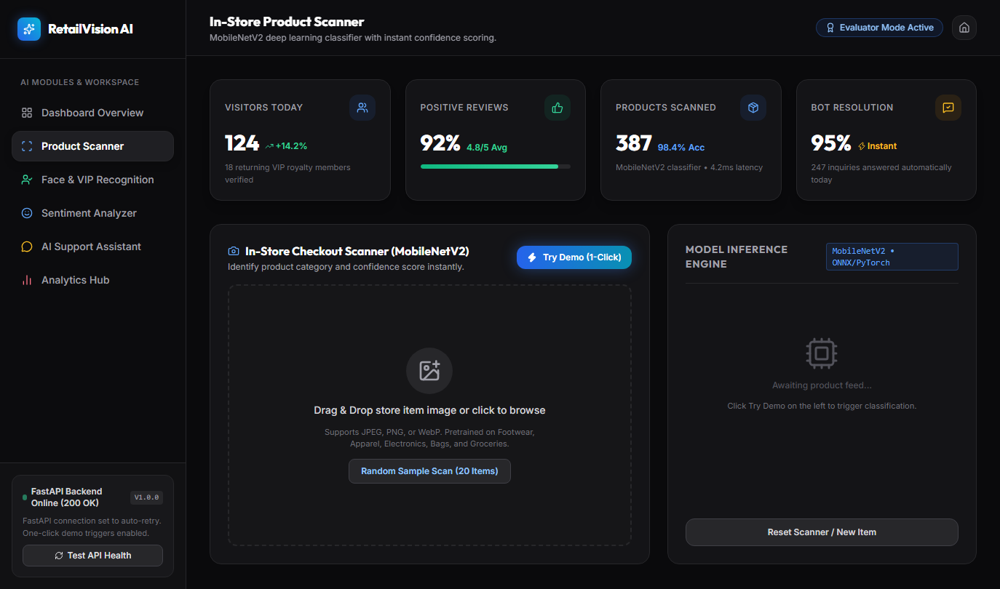 RetailVision AI
AI MODULES & WORKSPACE
Dashboard Overview
Product Scanner
Face & VIP Recognition
Sentiment Analyzer
AI Support Assistant
Analytics Hub
FastAPI Backend
Online (200 OK)
V1.0.0
FastAPI connection set to auto-retry.
One-click demo triggers enabled.
Test API Health
In-Store Product Scanner
MobileNetV2 deep learning classifier with instant confidence scoring.
Evaluator Mode Active
VISITORS TODAY
124 +14.2%
18 returning VIP royalty members
verified
POSITIVE REVIEWS
92% 4.8/5 Avg
PRODUCTS SCANNED
387 98.4% Acc
MobileNetV2 classifier • 4.2ms latency
BOT RESOLUTION
95% Instant
247 inquiries answered automatically
today
In-Store Checkout Scanner (MobileNetV2)
Identify product category and confidence score instantly.
Try Demo (1-Click)
Drag & Drop store item image or click to browse
Supports JPEG, PNG, or WebP. Pretrained on Footwear,
Apparel, Electronics, Bags, and Groceries.
Random Sample Scan (20 Items)
MODEL INFERENCE
ENGINE
MobileNetV2 •
ONNX/PyTorch
Awaiting product feed...
Click Try Demo on the left to trigger classification.
Reset Scanner / New Item